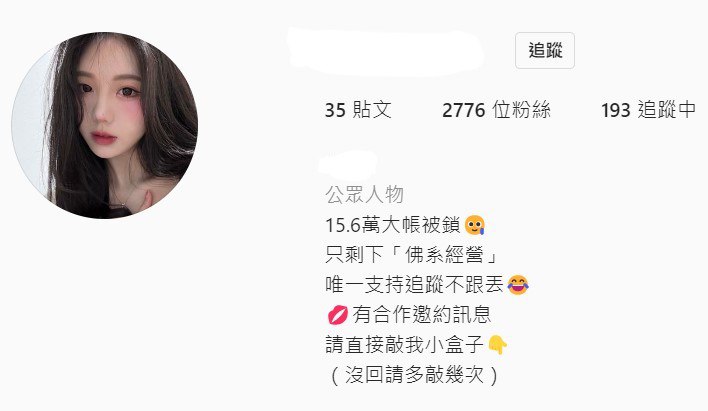 追蹤
35 貼文 2776 位粉絲 193 追蹤中
公眾人物
15.6萬大帳被鎖🥲
只剩下「佛系經營」
唯一支持追蹤不跟丟😂
💋有合作邀約訊息
請直接敲我小盒子👇
（沒回請多敲幾次）